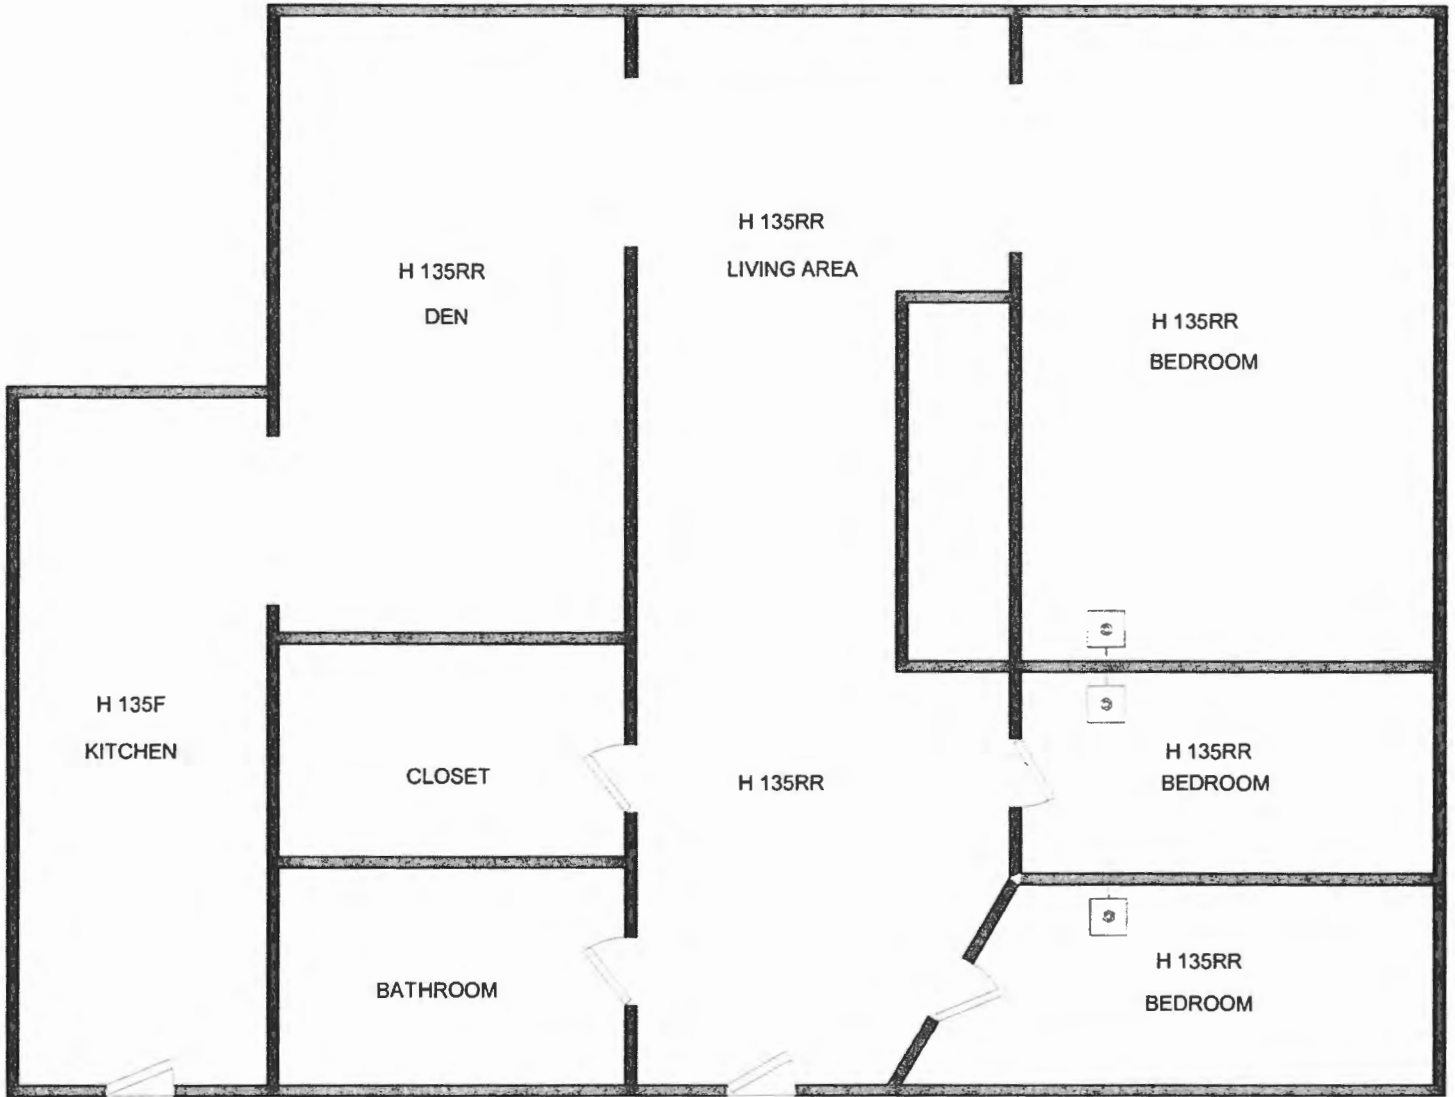 H 135RR
LIVING AREA
H 135RR
DEN
H 135RR
BEDROOM
H 135F
KITCHEN
CLOSET
H 135RR
H 135RR
BEDROOM
BATHROOM
H 135RR
BEDROOM